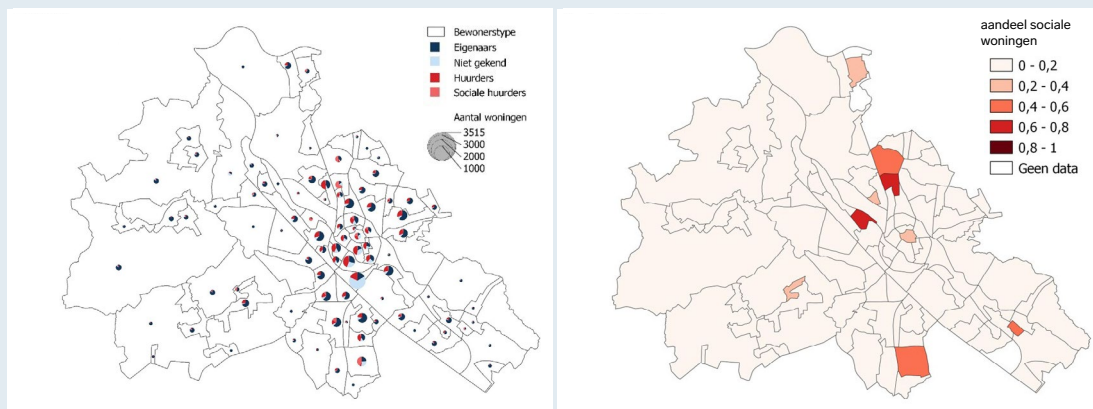 Bewonerstype
Eigenaars
Niet gekend
Huurders
Sociale huurders
Aantal woningen
3515
3000
2000
1000
aandeel sociale
woningen
0 - 0,2
0,2 - 0,4
0,4 - 0,6
0,6 - 0,8
0,8 - 1
Geen data